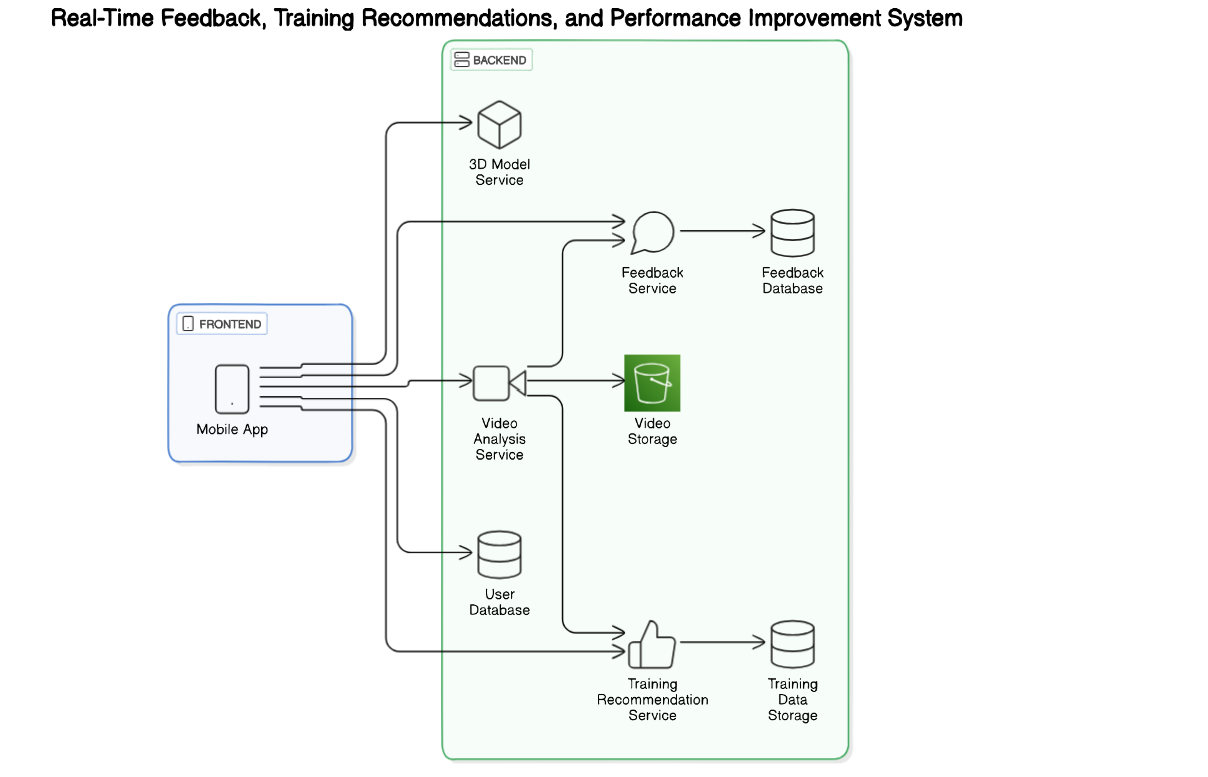 Real-Time Feedback, Training Recommendations, and Performance Improvement System
BACKEND
3D Model
Service
Feedback
Service
Feedback
Database
FRONTEND
Mobile App
Video
Analysis
Service
Video
Storage
User
Database
Training
Recommendation
Service
Training
Data
Storage